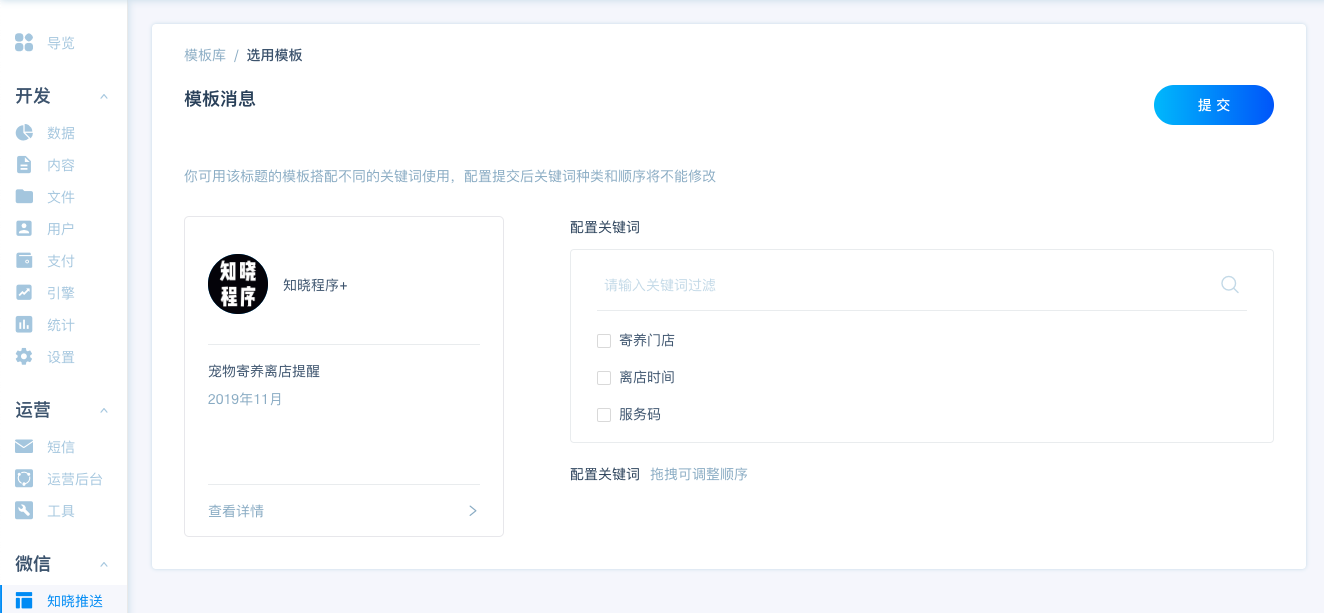 导览
开发
数据
内容
文件
用户
支付
引擎
统计
设置
运营
短信
运营后台
工具
微信
知晓推送
模板库 / 选用模板
模板消息
提 交
你可用该标题的模板搭配不同的关键词使用，配置提交后关键词种类和顺序将不能修改
知晓
程序
知晓程序+
宠物寄养离店提醒
2019年11月
查看详情
配置关键词
请输入关键词过滤
寄养门店
离店时间
服务码
配置关键词 拖拽可调整顺序